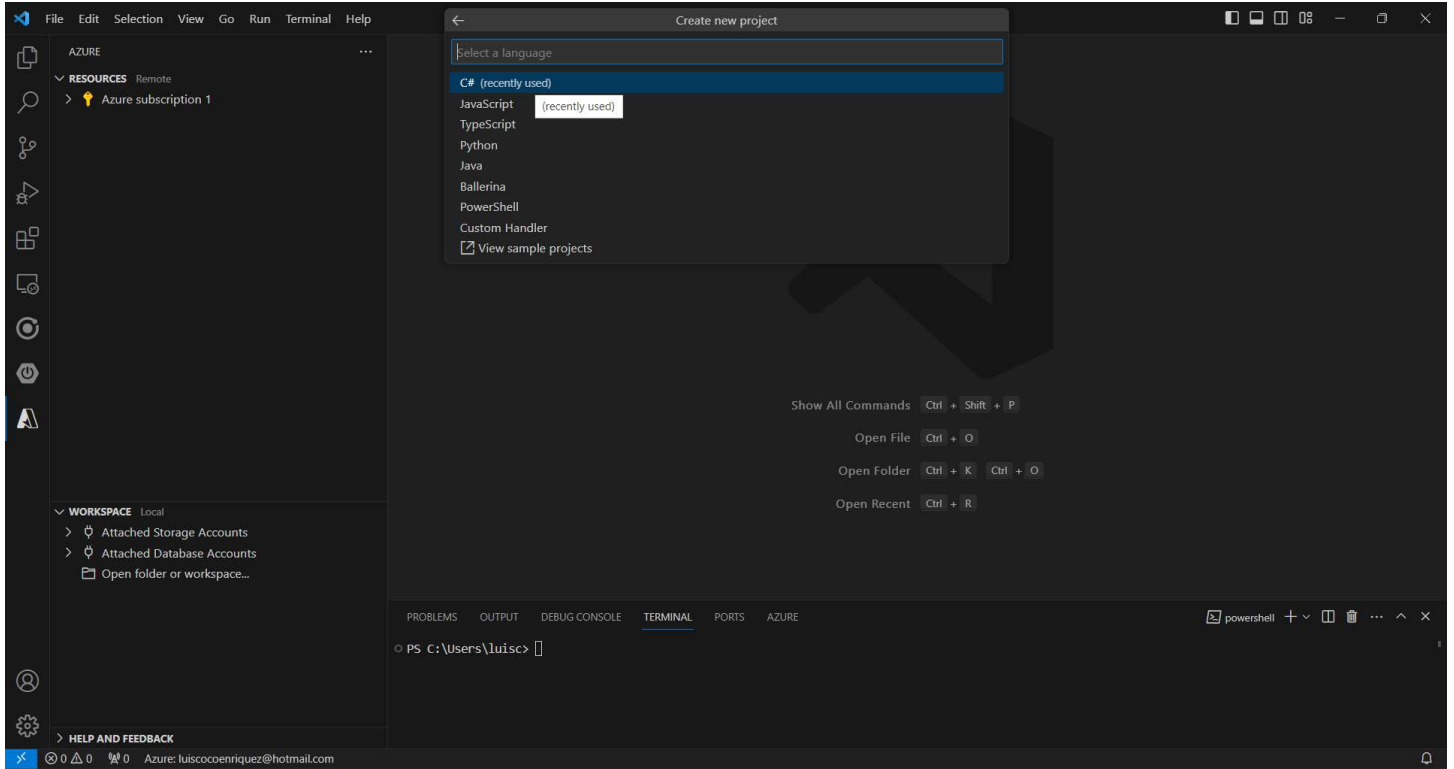 File Edit Selection View Go Run Terminal Help
Create new project
AZURE
Select a language
RESOURCES Remote
Azure subscription 1
C# (recently used)
JavaScript
(recently used)
TypeScript
Python
Java
Ballerina
PowerShell
Custom Handler
View sample projects
Show All Commands Ctrl + Shift + P
Open File Ctrl + O
Open Folder Ctrl + K Ctrl + O
Open Recent Ctrl + R
WORKSPACE Local
Attached Storage Accounts
Attached Database Accounts
Open folder or workspace...
PROBLEMS OUTPUT DEBUG CONSOLE TERMINAL PORTS AZURE
powershell
PS C:\Users\luisc>
HELP AND FEEDBACK
0 0 0 Azure: luiscocoenriquez@hotmail.com